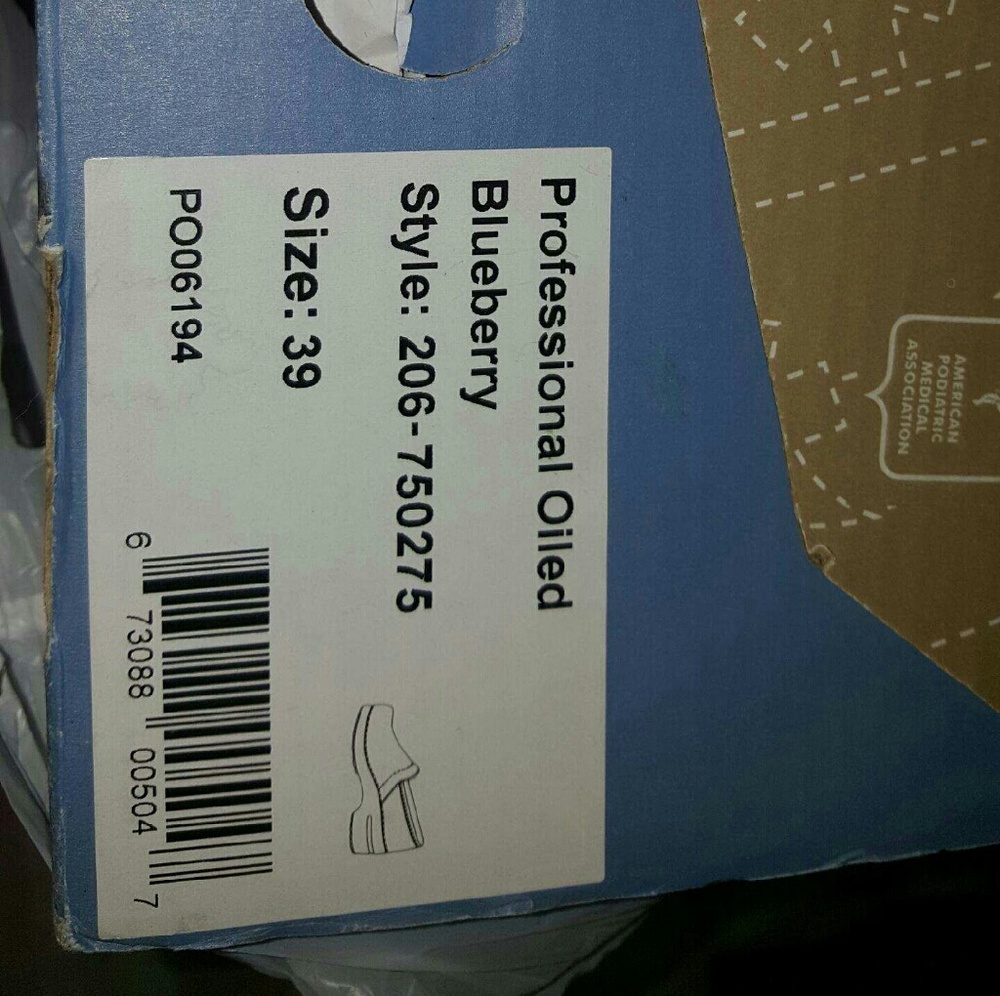 Professional Oiled
Blueberry
Style: 206-750275
Size: 39
PO06194
6 73088 00504 7
AMERICAN
PODIATRIC
MEDICAL
ASSOCIATION